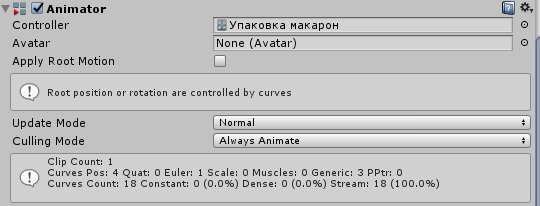 Animator
Controller Упаковка макарон
Avatar None (Avatar)
Apply Root Motion
Root position or rotation are controlled by curves
Update Mode Normal
Culling Mode Always Animate
Clip Count: 1
Curves Pos: 4 Quat: 0 Euler: 1 Scale: 0 Muscles: 0 Generic: 3 PPtr: 0
Curves Count: 18 Constant: 0 (0.0%) Dense: 0 (0.0%) Stream: 18 (100.0%)